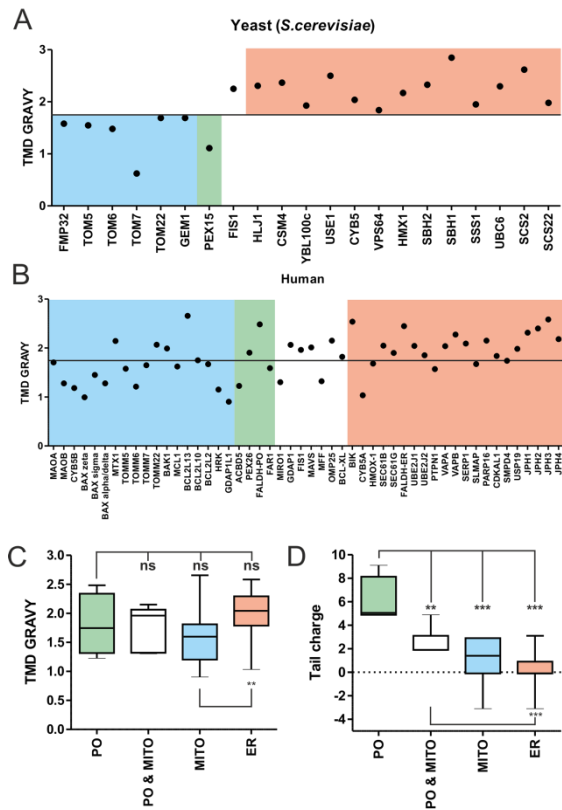 A
Yeast (S.cerevisiae)
TMD GRAVY
3
2
1
0
FMP32
TOM5
TOM6
TOM7
TOM22
GEM1
PEX15
FIS1
HLJ1
CSM4
YBL100c
USE1
CYB5
VPS64
HMX1
SBH2
SBH1
SSS1
UBC6
SCS2
SCS22
B
Human
TMD GRAVY
3
2
1
0
MAOA
MAOB
CYB5B
BAX zeta
BAX sigma
BAX alpha/delta
MTX1
TOMM5
TOMM6
TOMM7
TOMM22
BAK1
MCL1
BCL2L13
BCL2L10
BCL2L2
HRK
GDAP1L1
ACBD5
PEX26
FALDH-PO
FAR1
MIRO1
GDAP1
FIS1
MAVS
MFF
OMP25
BCL-XL
BIK
CYB5A
HMOX-1
SEC61B
SEC61G
FALDH-ER
UBE2J1
UBE2J2
PTPN1
VAPA
VAPB
SERP1
SLMAP
PARP16
CDKAL1
SMPD4
USP19
JPH1
JPH2
JPH3
JPH4
C
TMD GRAVY
3.0
2.5
2.0
1.5
1.0
0.5
0.0
ns
ns
ns
**
PO
PO & MITO
MITO
ER
D
Tail charge
10
8
6
4
2
0
-2
-4
**
***
***
***
PO
PO & MITO
MITO
ER